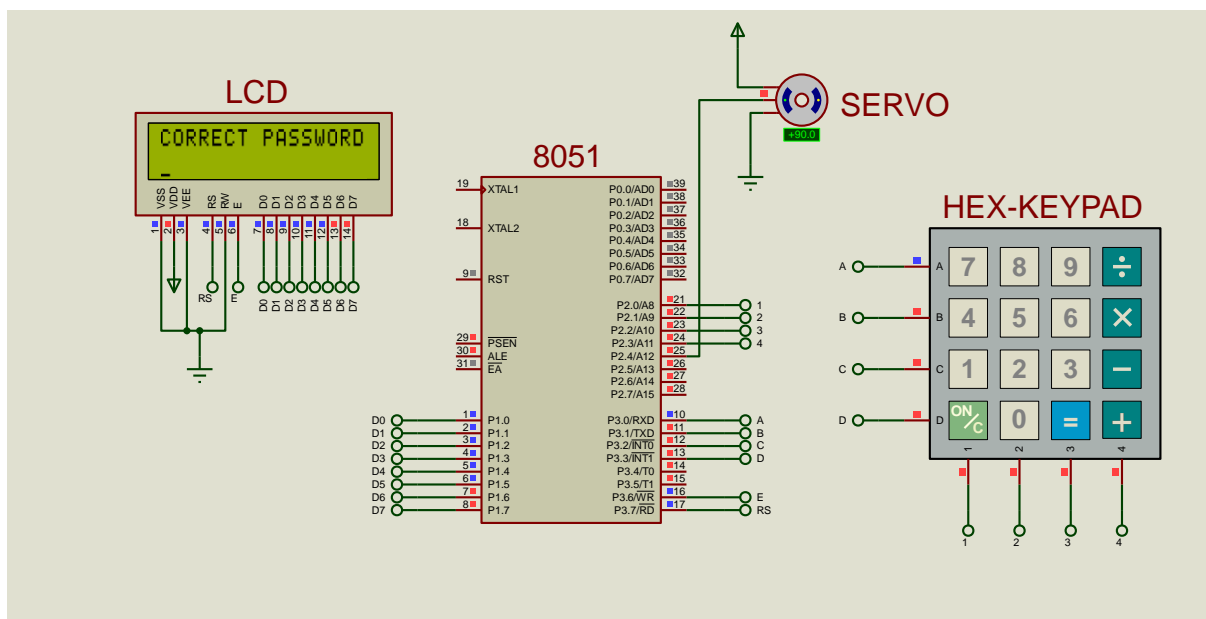 LCD
CORRECT PASSWORD
VSS
VDD
VEE
RS
RW
E
D0
D1
D2
D3
D4
D5
D6
D7
1
2
3
4
5
6
7
8
9
10
11
12
13
14
RS
E
D0
D1
D2
D3
D4
D5
D6
D7
SERVO
+90.0
8051
19 XTAL1
18 XTAL2
9 RST
29 PSEN
30 ALE
31 EA
D0 1 P1.0
D1 2 P1.1
D2 3 P1.2
D3 4 P1.3
D4 5 P1.4
D5 6 P1.5
D6 7 P1.6
D7 8 P1.7
P0.0/AD0 39
P0.1/AD1 38
P0.2/AD2 37
P0.3/AD3 36
P0.4/AD4 35
P0.5/AD5 34
P0.6/AD6 33
P0.7/AD7 32
P2.0/A8 21 1
P2.1/A9 22 2
P2.2/A10 23 3
P2.3/A11 24 4
P2.4/A12 25
P2.5/A13 26
P2.6/A14 27
P2.7/A15 28
P3.0/RXD 10 A
P3.1/TXD 11 B
P3.2/INT0 12 C
P3.3/INT1 13 D
P3.4/T0 14
P3.5/T1 15
P3.6/WR 16 E
P3.7/RD 17 RS
HEX-KEYPAD
A A 7 8 9 ÷
B B 4 5 6 ×
C C 1 2 3 −
D D ON/C 0 = +
1 2 3 4
1 2 3 4